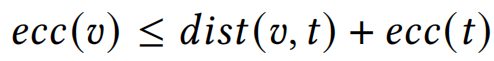 ecc(v) ≤ dist(v, t) + ecc(t)